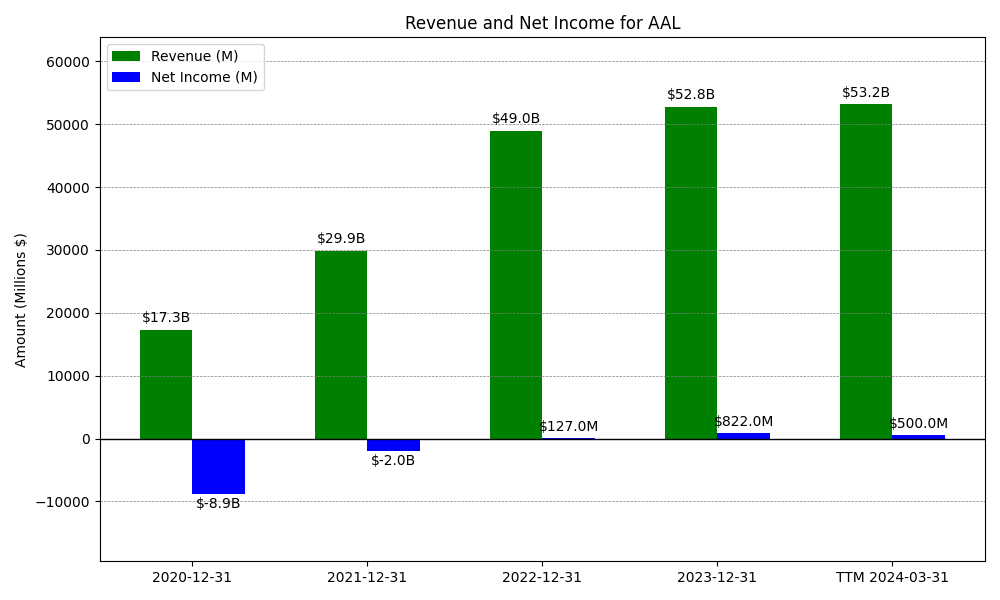 Revenue and Net Income for AAL
Revenue (M)
Net Income (M)
Amount (Millions $)
60000
50000
40000
30000
20000
10000
0
−10000
$17.3B
$-8.9B
$29.9B
$-2.0B
$49.0B
$127.0M
$52.8B
$822.0M
$53.2B
$500.0M
2020-12-31
2021-12-31
2022-12-31
2023-12-31
TTM 2024-03-31